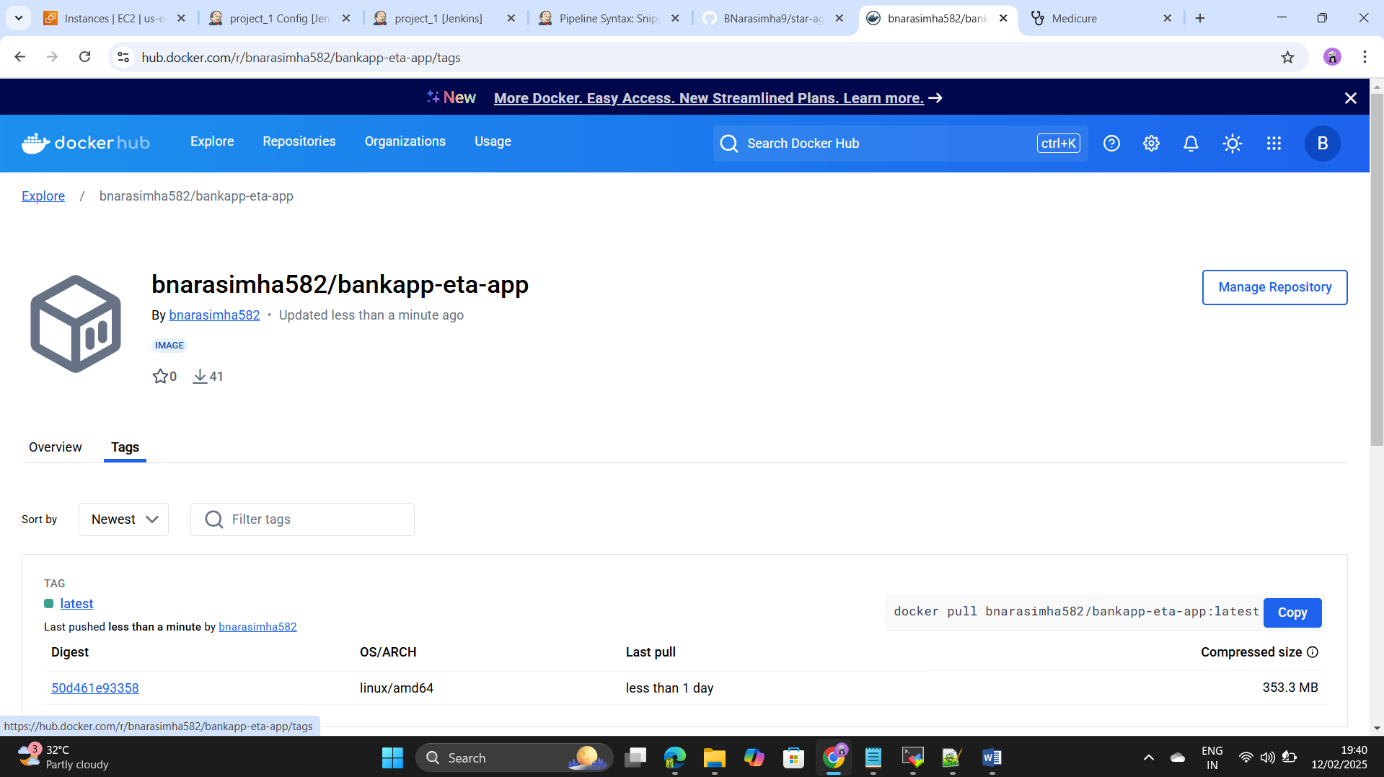 Instances | EC2 | us-e
project_1 Config [Jen
project_1 [Jenkins]
Pipeline Syntax: Snip
BNarasimha9/star-ag
bnarasimha582/bank
Medicure
hub.docker.com/r/bnarasimha582/bankapp-eta-app/tags
New More Docker. Easy Access. New Streamlined Plans. Learn more. →
dockerhub Explore Repositories Organizations Usage Search Docker Hub ctrl+K B
Explore / bnarasimha582/bankapp-eta-app
bnarasimha582/bankapp-eta-app
Manage Repository
By bnarasimha582 • Updated less than a minute ago
IMAGE
0 41
Overview Tags
Sort by Newest Filter tags
TAG
latest
docker pull bnarasimha582/bankapp-eta-app:latest Copy
Last pushed less than a minute by bnarasimha582
Digest OS/ARCH Last pull Compressed size
50d461e93358 linux/amd64 less than 1 day 353.3 MB
https://hub.docker.com/r/bnarasimha582/bankapp-eta-app/tags
3 32°C
Partly cloudy
Search
ENG
IN
19:40
12/02/2025